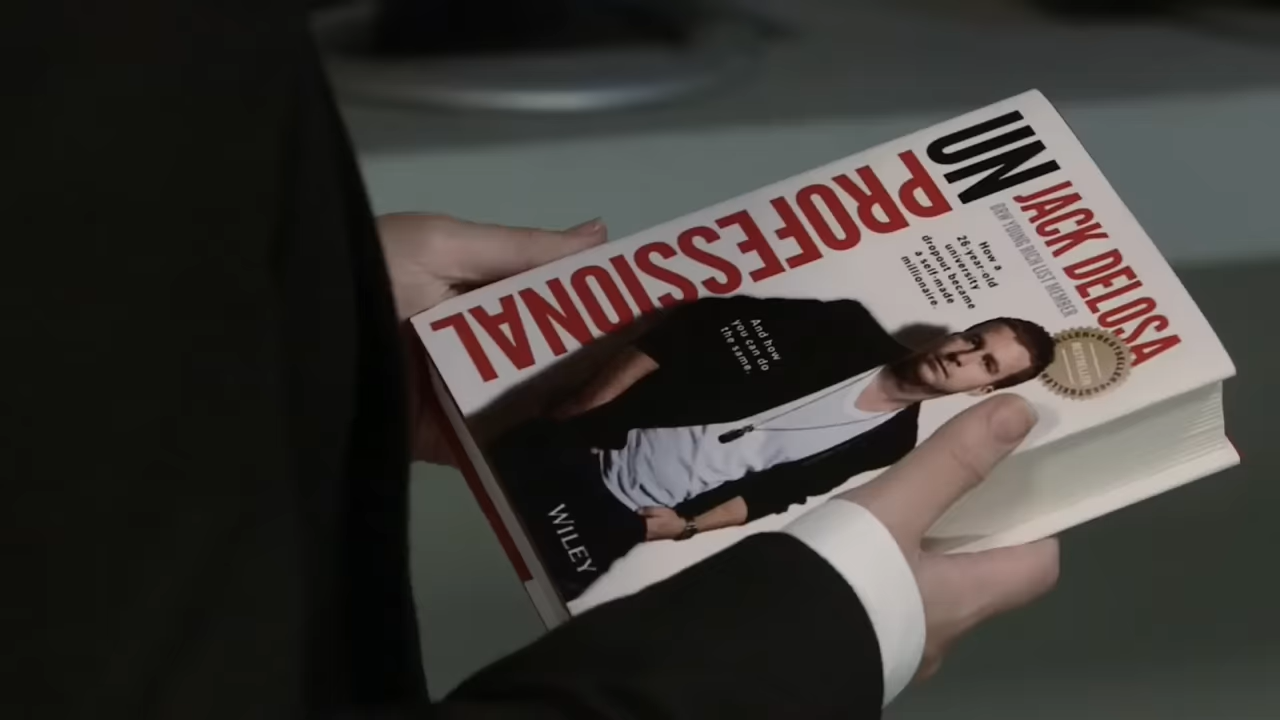 JACK DELOSA
BRW YOUNG RICH LIST MEMBER
UN
PROFESSIONAL
How a
26-year-old
university
dropout became
a self-made
millionaire.
And how
you can do
the same.
BESTSELLER
WILEY